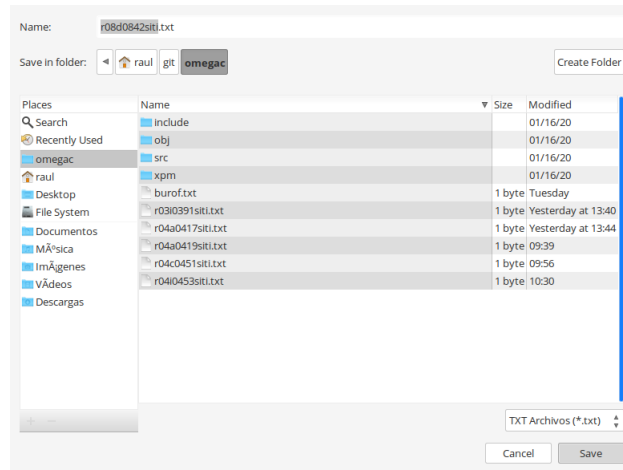 Name: r08d0842siti.txt
Save in folder: raul git omegac Create Folder
Places Name Size Modified
Search include 01/16/20
Recently Used obj 01/16/20
omegac src 01/16/20
raul xpm 01/16/20
Desktop burof.txt 1 byte Tuesday
File System r03i0391siti.txt 1 byte Yesterday at 13:40
Documentos r04a0417siti.txt 1 byte Yesterday at 13:44
MÃºsica r04a0419siti.txt 1 byte 09:39
ImÃ¡genes r04c0451siti.txt 1 byte 09:56
VÃ­deos r04i0453siti.txt 1 byte 10:30
Descargas
TXT Archivos (*.txt)
Cancel Save